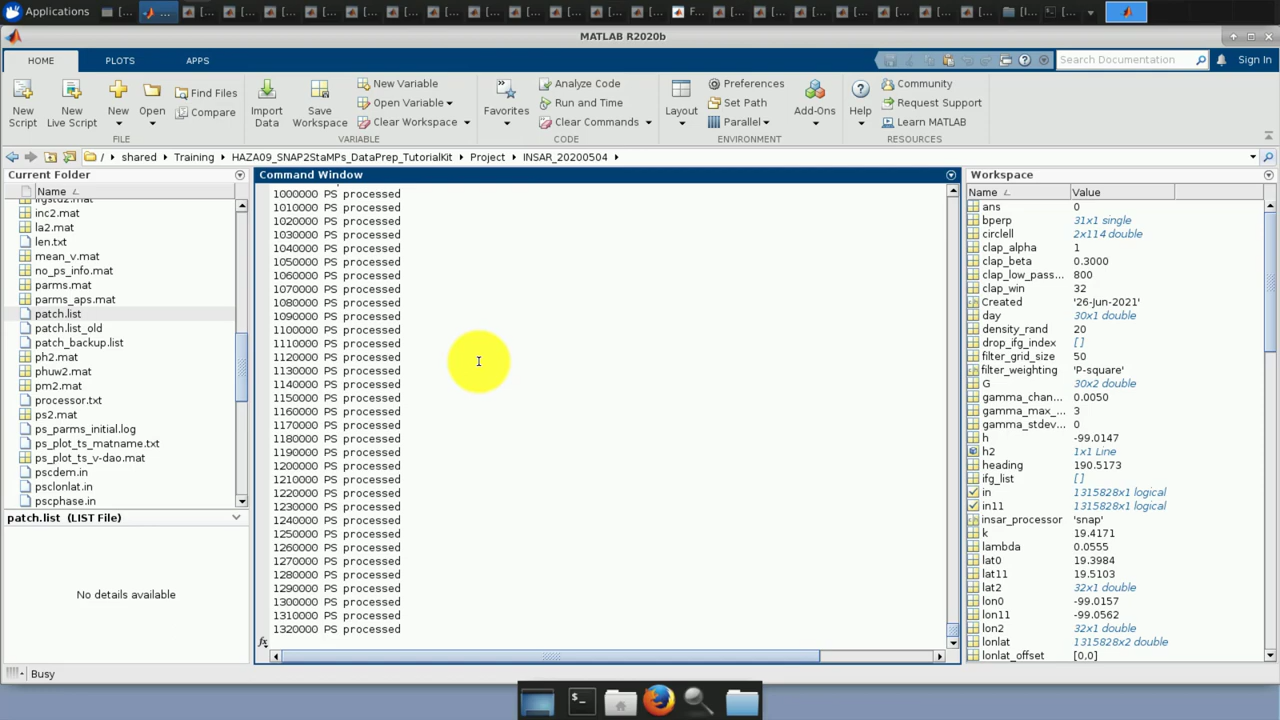 Applications
MATLAB R2020b
HOME
PLOTS
APPS
Search Documentation
Sign In
New Script
New Live Script
New
Open
Find Files
Compare
FILE
Import Data
Save Workspace
New Variable
Open Variable
Clear Workspace
VARIABLE
Favorites
Analyze Code
Run and Time
Clear Commands
CODE
Layout
Preferences
Set Path
Parallel
ENVIRONMENT
Add-Ons
Help
Community
Request Support
Learn MATLAB
RESOURCES
/ shared Training HAZA09_SNAP2StaMPs_DataPrep_TutorialKit Project INSAR_20200504
Current Folder
Name
inc2.mat
la2.mat
len.txt
mean_v.mat
no_ps_info.mat
parms.mat
parms_aps.mat
patch.list
patch.list_old
patch_backup.list
ph2.mat
phuw2.mat
pm2.mat
processor.txt
ps2.mat
ps_parms_initial.log
ps_plot_ts_matname.txt
ps_plot_ts_v-dao.mat
pscdem.in
psclonlat.in
pscphase.in
patch.list (LIST File)
No details available
Busy
Command Window
1000000 PS processed
1010000 PS processed
1020000 PS processed
1030000 PS processed
1040000 PS processed
1050000 PS processed
1060000 PS processed
1070000 PS processed
1080000 PS processed
1090000 PS processed
1100000 PS processed
1110000 PS processed
1120000 PS processed
1130000 PS processed
1140000 PS processed
1150000 PS processed
1160000 PS processed
1170000 PS processed
1180000 PS processed
1190000 PS processed
1200000 PS processed
1210000 PS processed
1220000 PS processed
1230000 PS processed
1240000 PS processed
1250000 PS processed
1260000 PS processed
1270000 PS processed
1280000 PS processed
1290000 PS processed
1300000 PS processed
1310000 PS processed
1320000 PS processed
fx
Workspace
Name Value
ans 0
bperp 31x1 single
circlell 2x114 double
clap_alpha 1
clap_beta 0.3000
clap_low_pass... 800
clap_win 32
Created '26-Jun-2021'
day 30x1 double
density_rand 20
drop_ifg_index []
filter_grid_size 50
filter_weighting 'P-square'
G 30x2 double
gamma_chan... 0.0050
gamma_max_... 3
gamma_stdev... 0
h -99.0147
h2 1x1 Line
heading 190.5173
ifg_list []
in 1315828x1 logical
in11 1315828x1 logical
insar_processor 'snap'
k 19.4171
lambda 0.0555
lat0 19.3984
lat11 19.5103
lat2 32x1 double
lon0 -99.0157
lon11 -99.0562
lon2 32x1 double
lonlat 1315828x2 double
lonlat_offset [0,0]